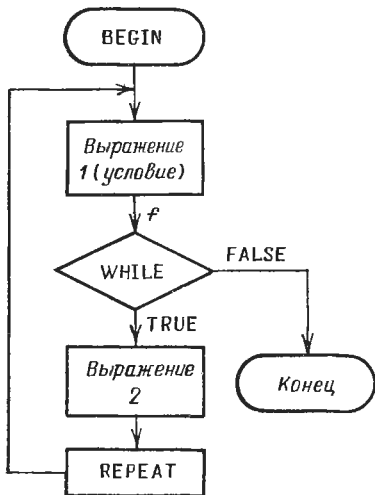 BEGIN
Выражение
1 (условие)
f
WHILE
FALSE
TRUE
Выражение
2
Конец
REPEAT